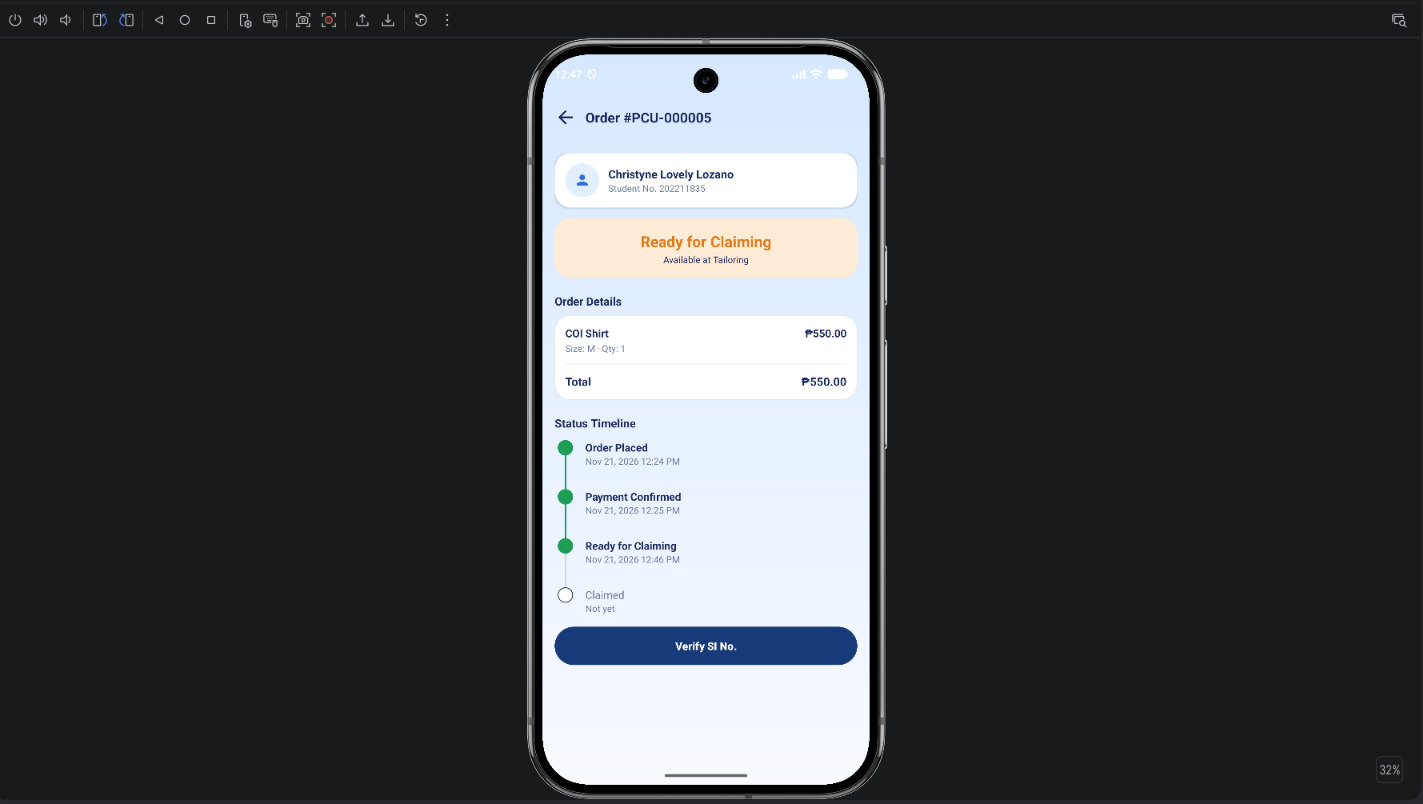 12:47
Order #PCU-000005
Christyne Lovely Lozano
Student No. 202211835
Ready for Claiming
Available at Tailoring
Order Details
COI Shirt ₱550.00
Size: M · Qty: 1
Total ₱550.00
Status Timeline
Order Placed
Nov 21, 2026 12:24 PM
Payment Confirmed
Nov 21, 2026 12:25 PM
Ready for Claiming
Nov 21, 2026 12:46 PM
Claimed
Not yet
Verify SI No.
32%